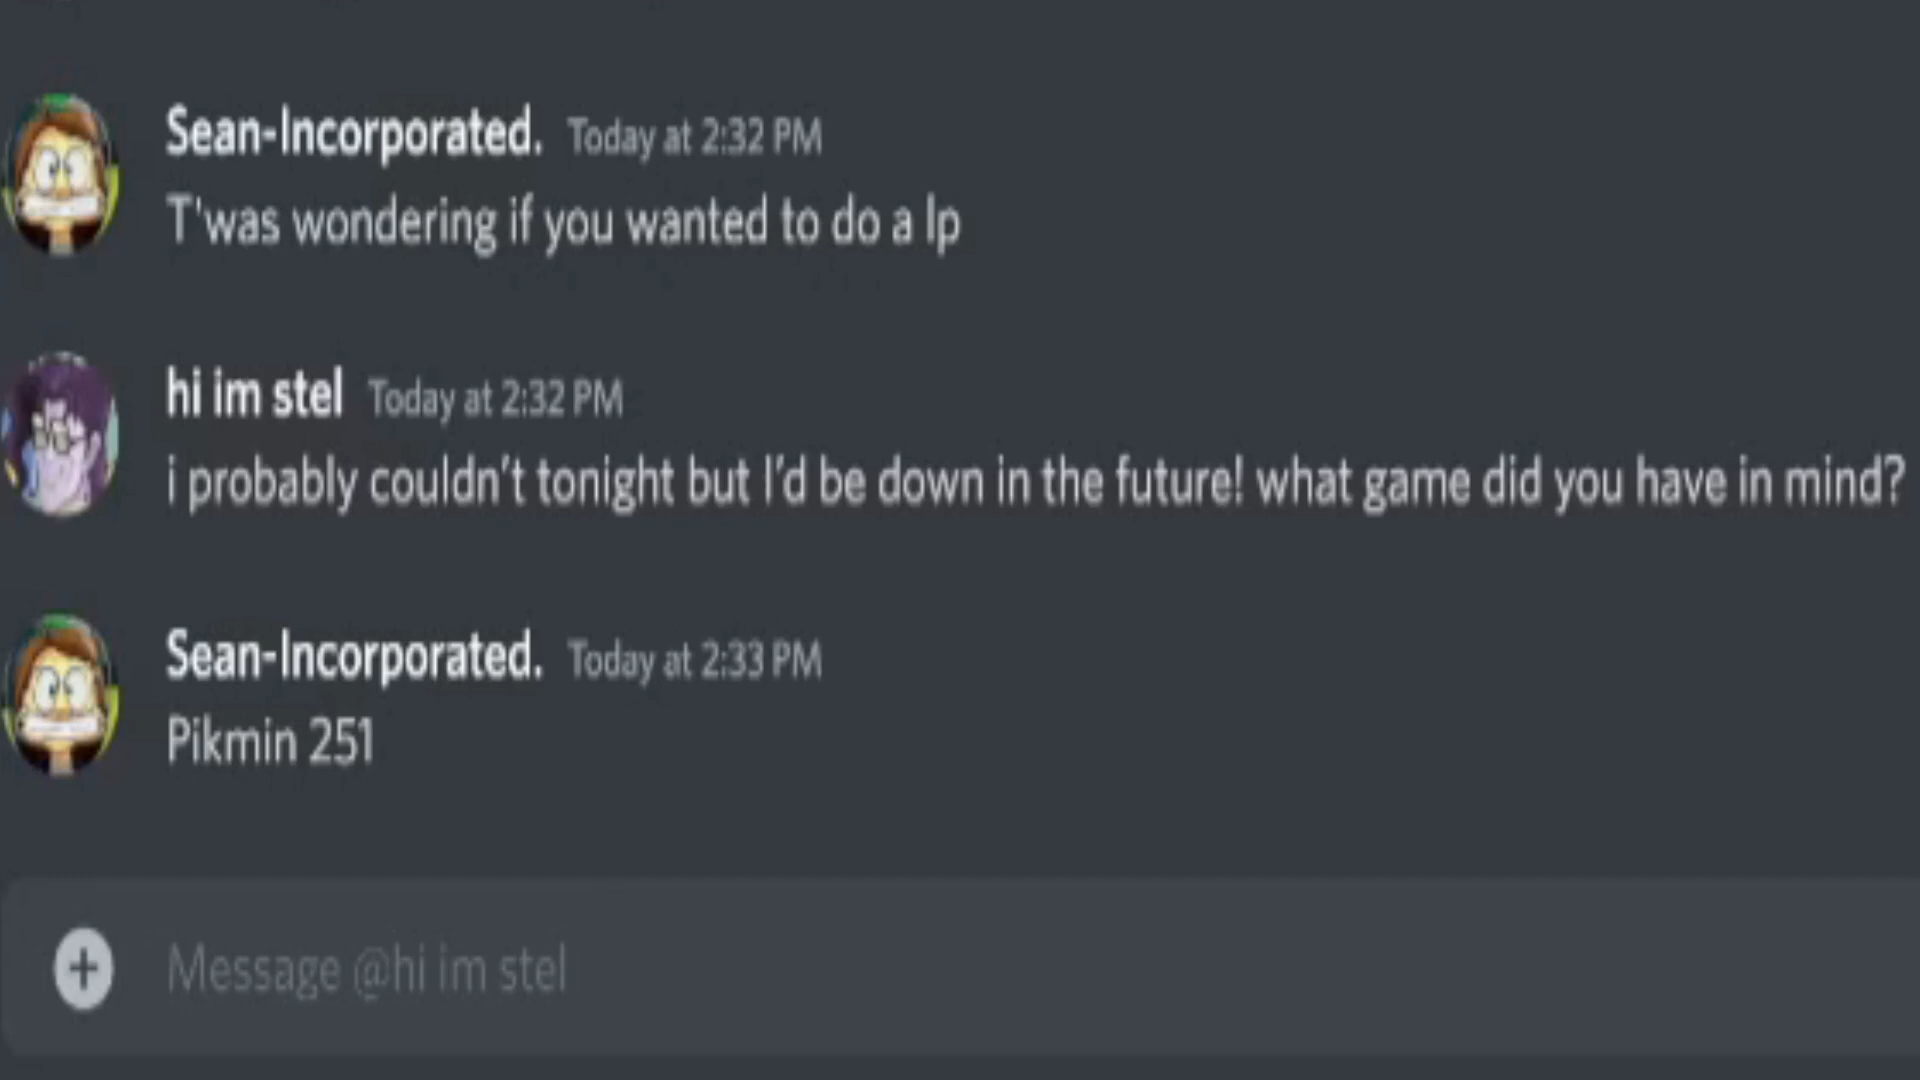 Sean-Incorporated. Today at 2:32 PM
T'was wondering if you wanted to do a lp
hi im stel Today at 2:32 PM
i probably couldn’t tonight but I’d be down in the future! what game did you have in mind?
Sean-Incorporated. Today at 2:33 PM
Pikmin 251
Message @hi im stel